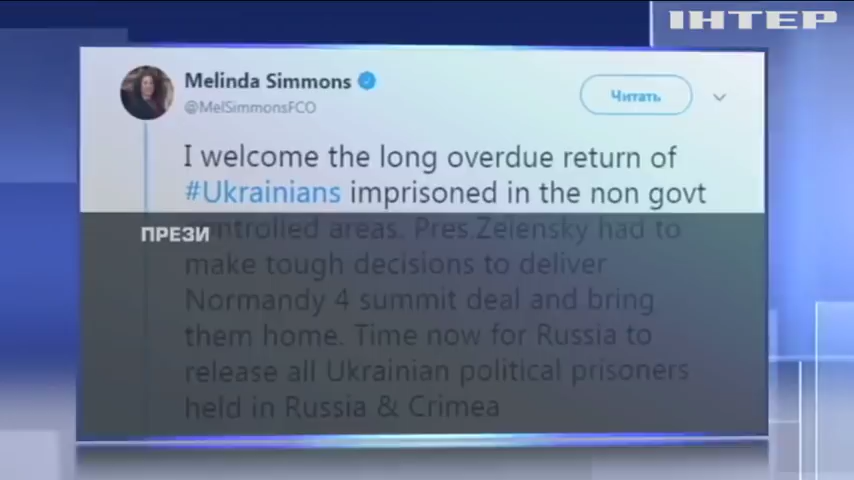 ІНТЕР
Melinda Simmons
@MelSimmonsFCO
Читать
I welcome the long overdue return of
#Ukrainians imprisoned in the non govt
controlled areas. Pres.Zelensky had to
make tough decisions to deliver
Normandy 4 summit deal and bring
them home. Time now for Russia to
release all Ukrainian political prisoners
held in Russia & Crimea
ПРЕЗИ